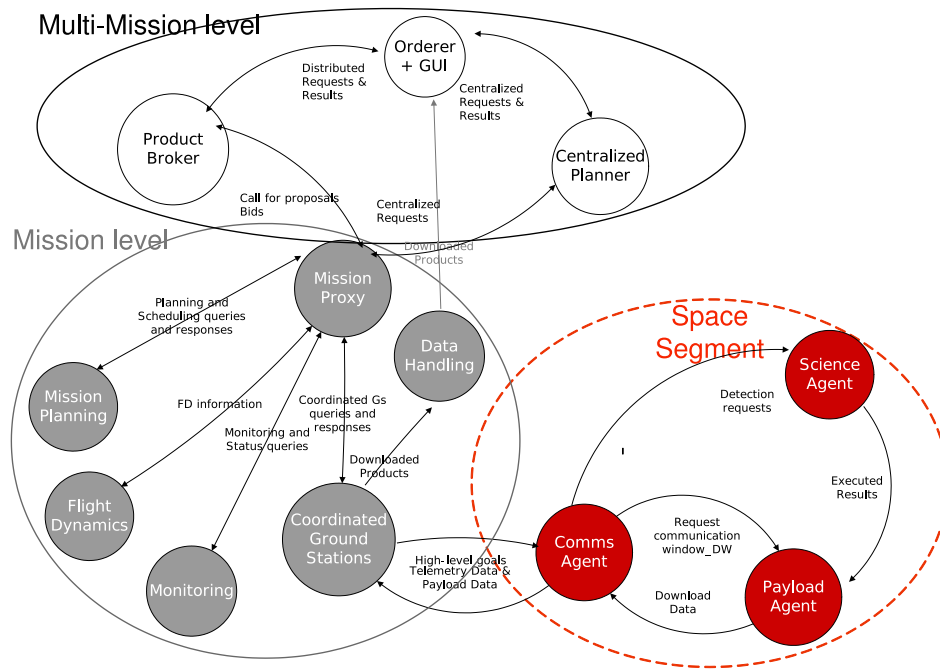 Multi-Mission level
Orderer
+ GUI
Distributed
Requests &
Results
Centralized
Requests
& Results
Product
Broker
Centralized
Planner
Call for proposals
Bids
Centralized
Requests
Mission level
Downloaded
Products
Mission
Proxy
Planning and
Scheduling queries
and responses
Data
Handling
Space
Segment
Science
Agent
Mission
Planning
FD information
Coordinated Gs
queries and
responses
Monitoring and
Status queries
Detection
requests
Downloaded
Products
Executed
Results
Flight
Dynamics
Coordinated
Ground
Stations
Comms
Agent
Request
communication
window_DW
High-level goals
Telemetry Data &
Payload Data
Monitoring
Download
Data
Payload
Agent